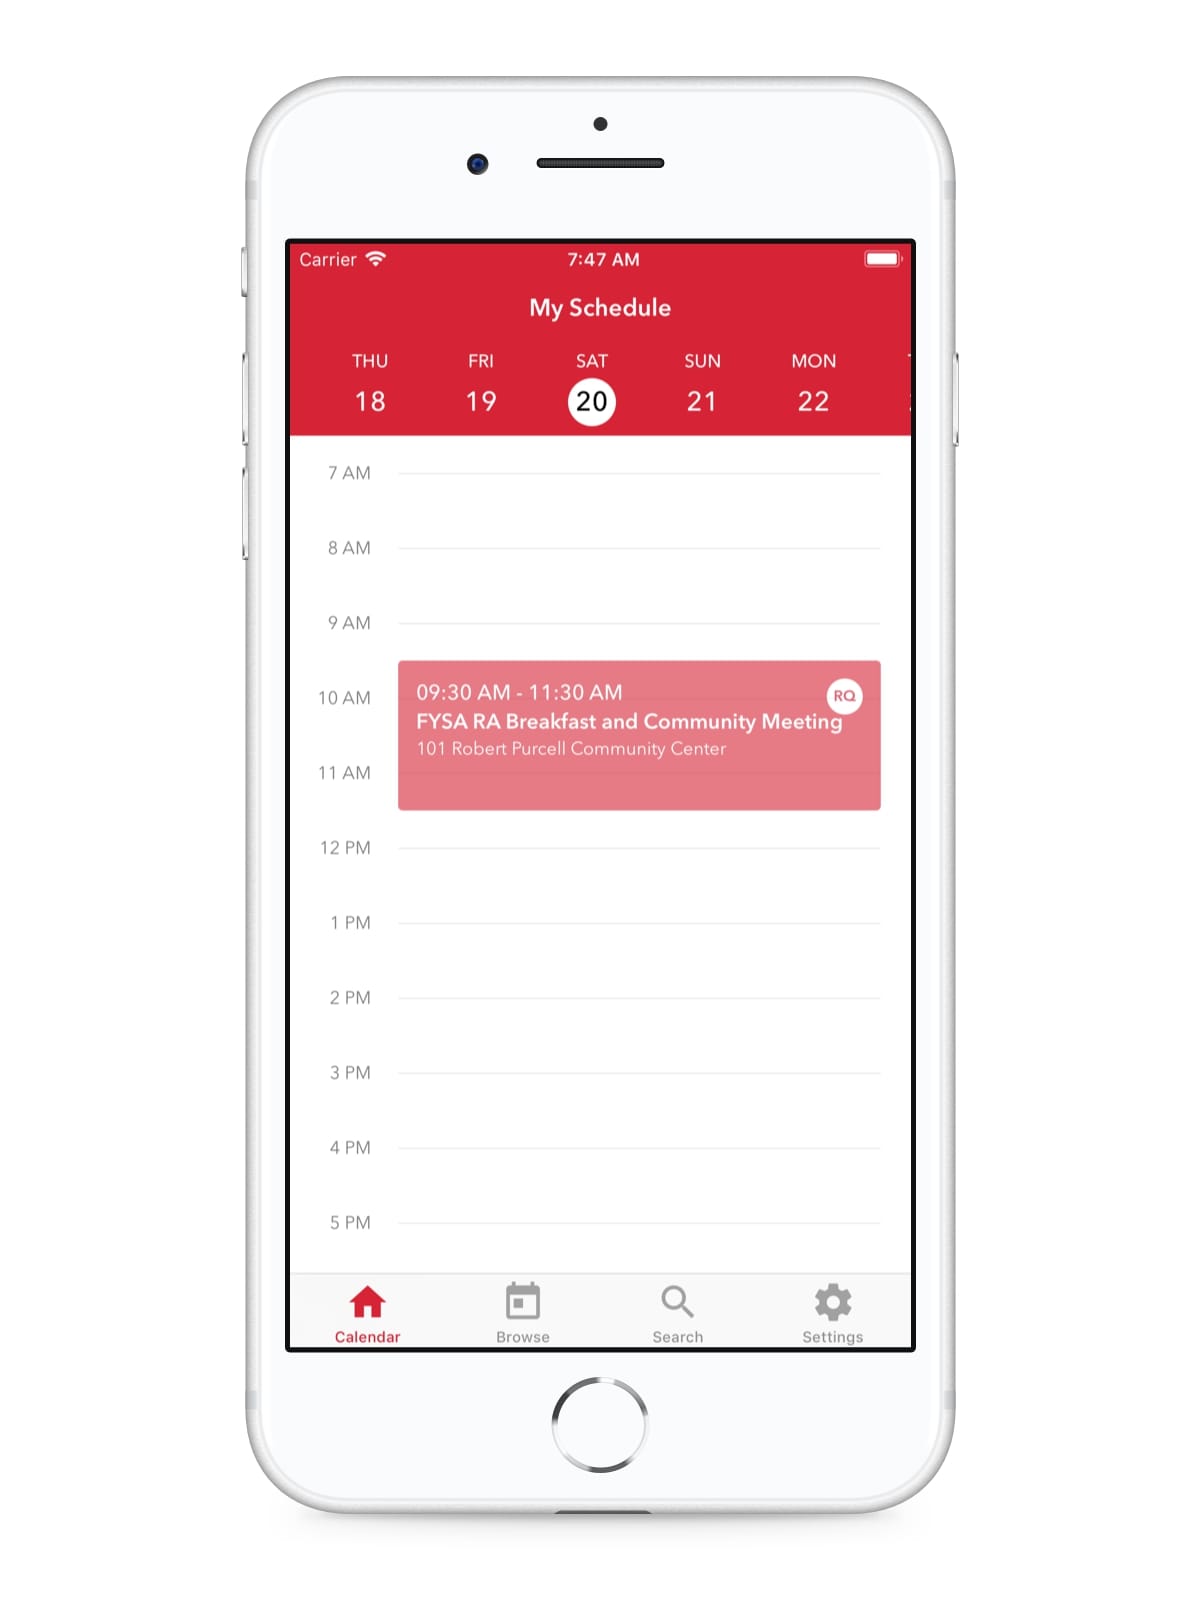 Carrier 7:47 AM
My Schedule
THU FRI SAT SUN MON
18 19 20 21 22
7 AM
8 AM
9 AM
09:30 AM - 11:30 AM RQ
10 AM
FYSA RA Breakfast and Community Meeting
101 Robert Purcell Community Center
11 AM
12 PM
1 PM
2 PM
3 PM
4 PM
5 PM
Calendar Browse Search Settings